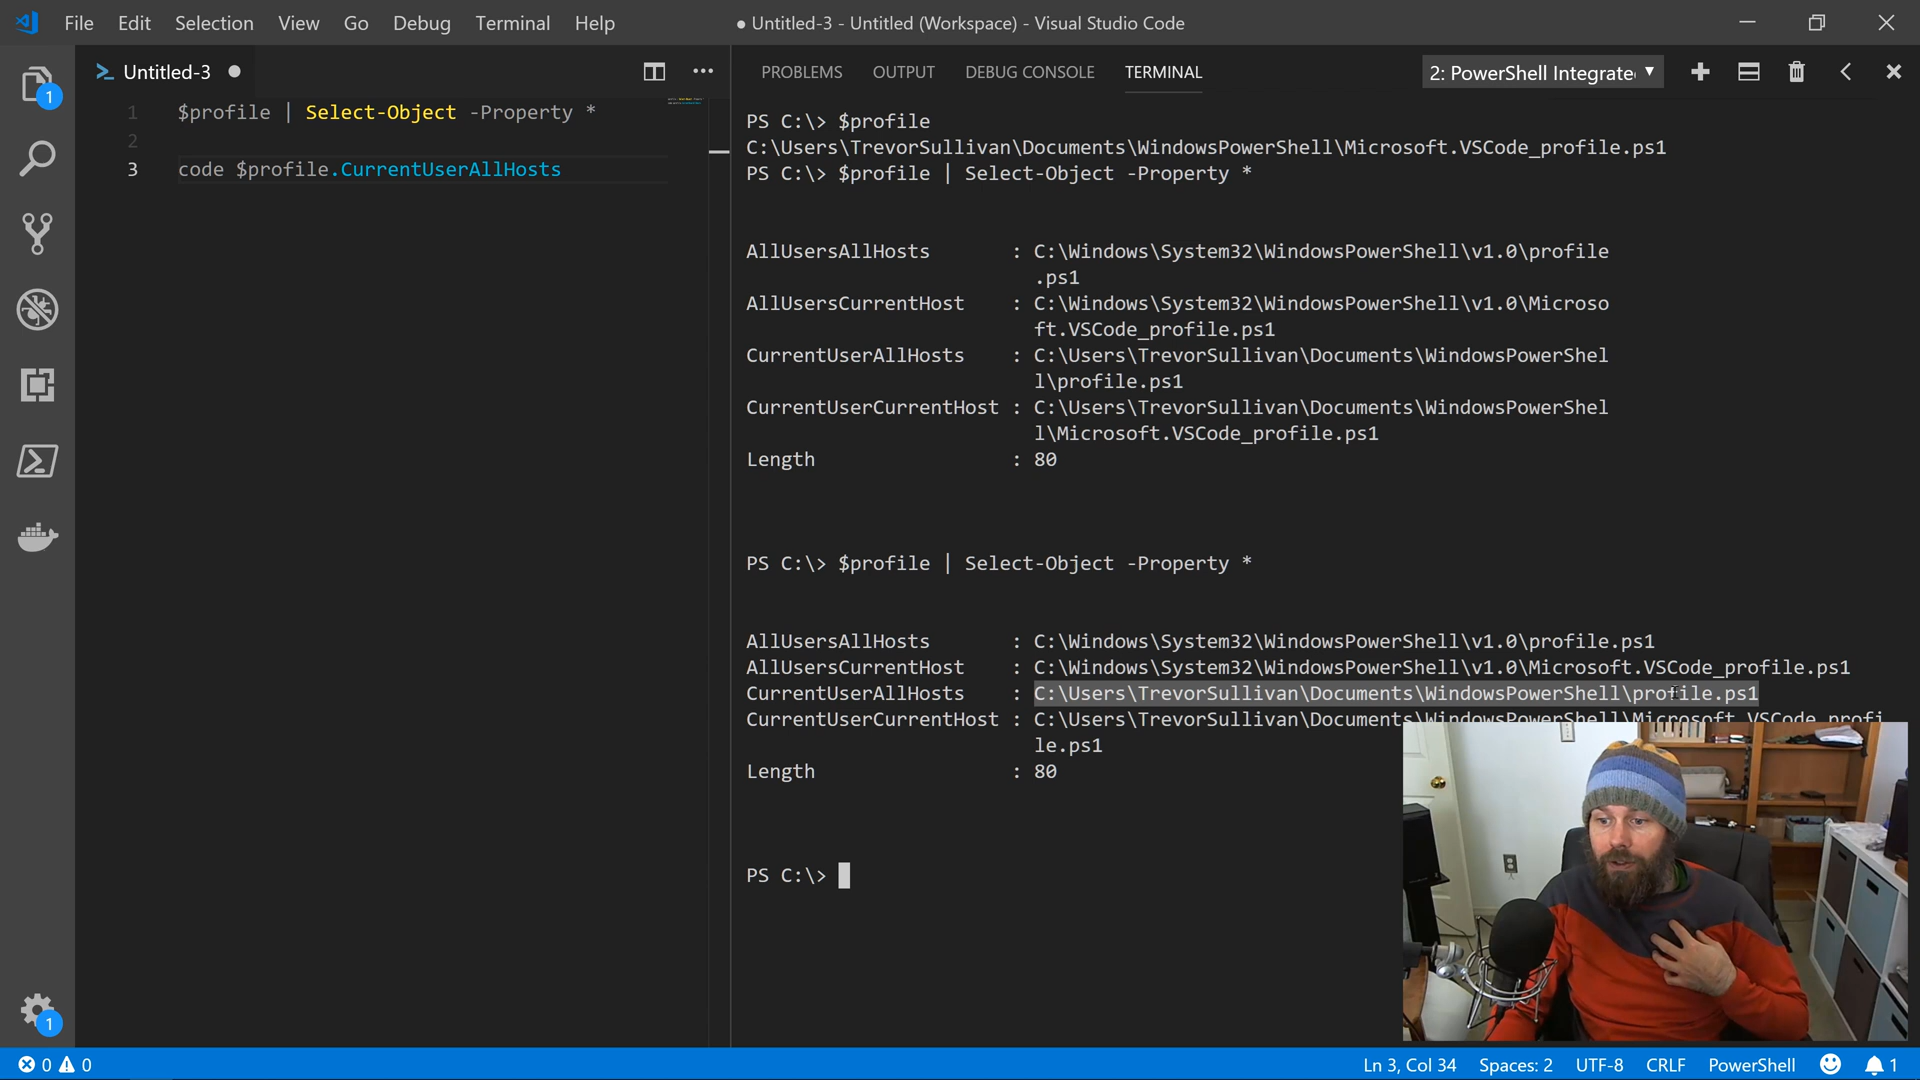 File Edit Selection View Go Debug Terminal Help ● Untitled-3 - Untitled (Workspace) - Visual Studio Code
Untitled-3
PROBLEMS OUTPUT DEBUG CONSOLE TERMINAL 2: PowerShell Integrate
1 $profile | Select-Object -Property *
2
3 code $profile.CurrentUserAllHosts
PS C:\> $profile
C:\Users\TrevorSullivan\Documents\WindowsPowerShell\Microsoft.VSCode_profile.ps1
PS C:\> $profile | Select-Object -Property *
AllUsersAllHosts : C:\Windows\System32\WindowsPowerShell\v1.0\profile
.ps1
AllUsersCurrentHost : C:\Windows\System32\WindowsPowerShell\v1.0\Microso
ft.VSCode_profile.ps1
CurrentUserAllHosts : C:\Users\TrevorSullivan\Documents\WindowsPowerShel
l\profile.ps1
CurrentUserCurrentHost : C:\Users\TrevorSullivan\Documents\WindowsPowerShel
l\Microsoft.VSCode_profile.ps1
Length : 80
PS C:\> $profile | Select-Object -Property *
AllUsersAllHosts : C:\Windows\System32\WindowsPowerShell\v1.0\profile.ps1
AllUsersCurrentHost : C:\Windows\System32\WindowsPowerShell\v1.0\Microsoft.VSCode_profile.ps1
CurrentUserAllHosts : C:\Users\TrevorSullivan\Documents\WindowsPowerShell\profile.ps1
CurrentUserCurrentHost : C:\Users\TrevorSullivan\Documents\WindowsPowerShell\Microsoft.VSCode_profi
le.ps1
Length : 80
PS C:\>
1
1
0 0 Ln 3, Col 34 Spaces: 2 UTF-8 CRLF PowerShell 1